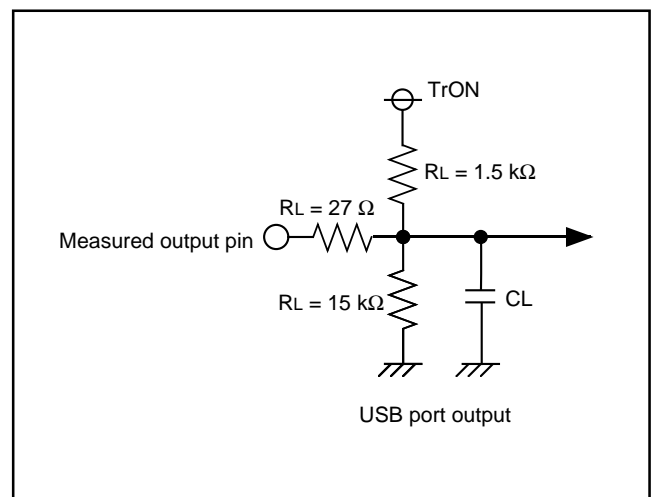 TrON
RL = 1.5 kΩ
RL = 27 Ω
Measured output pin
RL = 15 kΩ
CL
USB port output